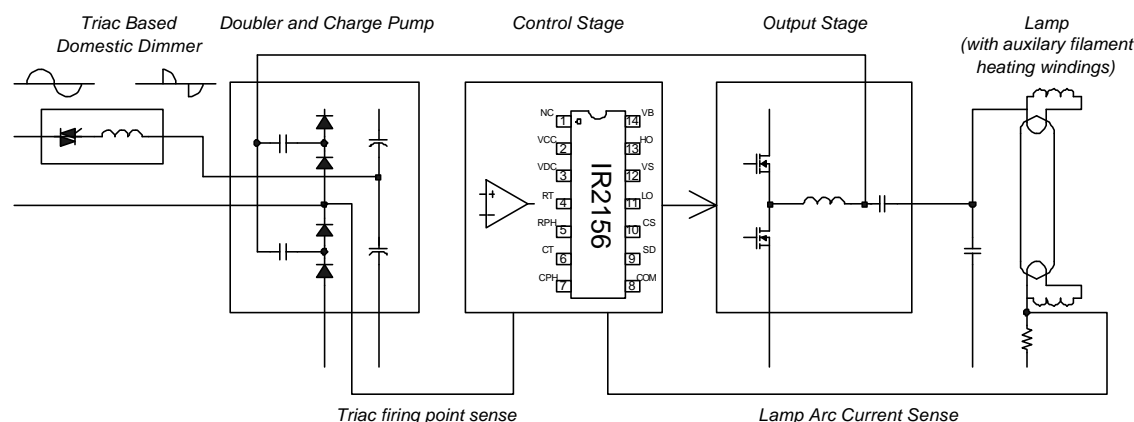 Triac Based
Domestic Dimmer
Doubler and Charge Pump
Control Stage
Output Stage
Lamp
(with auxilary filament
heating windings)
NC
1
14
VB
VCC
2
13
HO
VDC
3
12
VS
RT
4
11
LO
RPH
5
10
CS
CT
6
9
SD
CPH
7
8
COM
IR2156
Triac firing point sense
Lamp Arc Current Sense